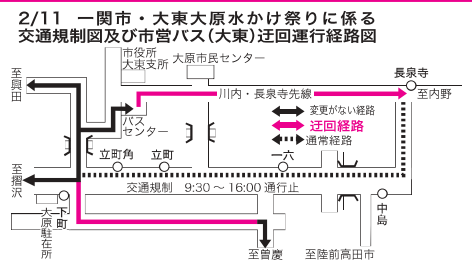 2/11　一関市・大東大原水かけ祭りに係る
交通規制図及び市営バス(大東)迂回運行経路図
市役所
大東支所
大原市民センター
至興田
長泉寺
至内野
川内・長泉寺先線
変更がない経路
迂回経路
通常経路
バス
センター
立町角
立町
一六
至摺沢
交通規制　9:30～16:00 通行止
下町
大原駐在所
中島
至曽慶
至陸前高田市